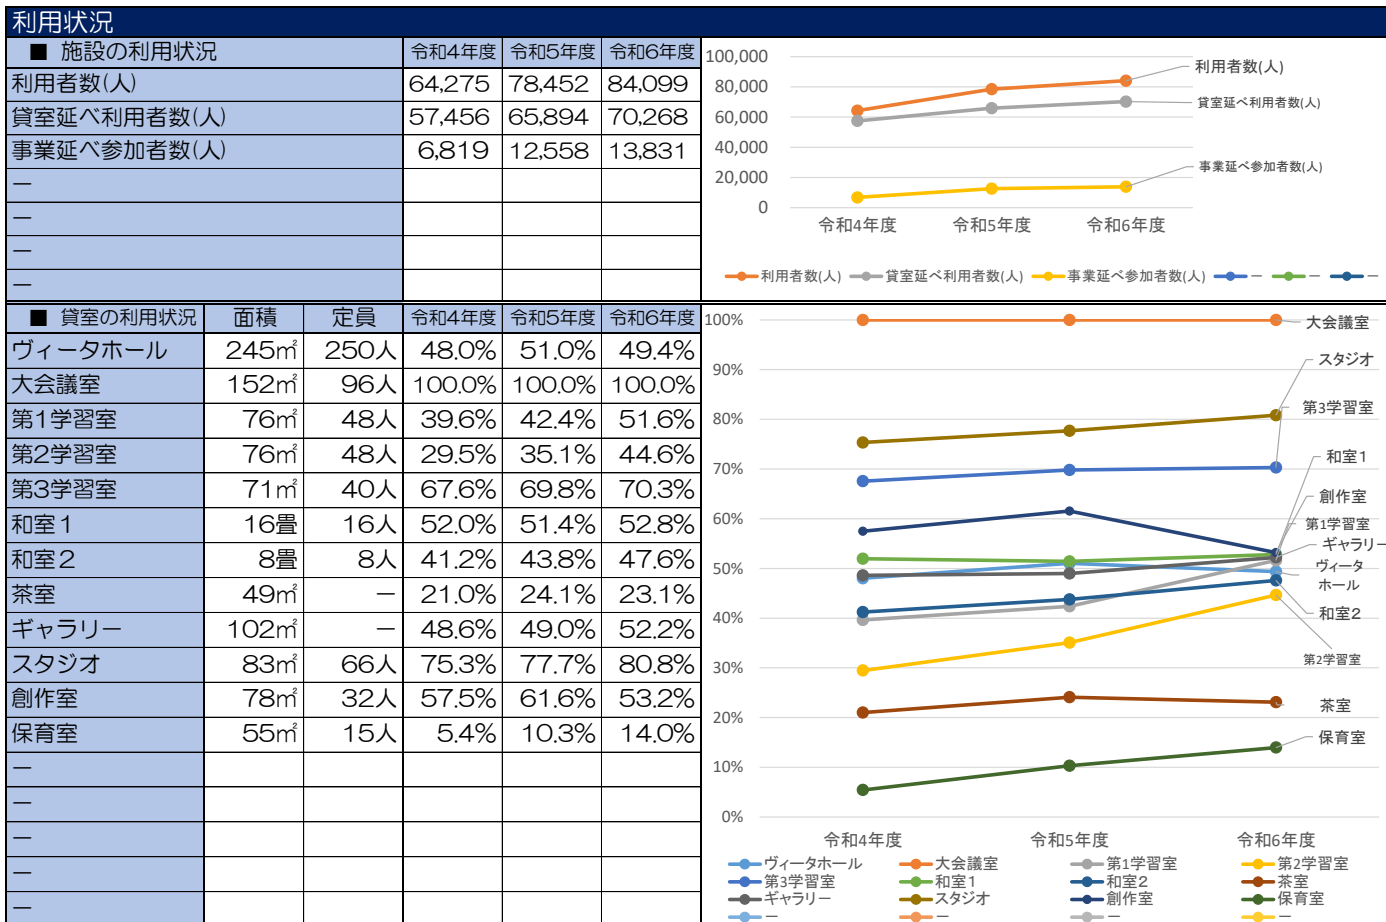 利用状況
■ 施設の利用状況 令和4年度 令和5年度 令和6年度
利用者数(人) 64,275 78,452 84,099
貸室延べ利用者数(人) 57,456 65,894 70,268
事業延べ参加者数(人) 6,819 12,558 13,831
－
－
－
－
100,000
80,000
60,000
40,000
20,000
0
利用者数(人)
貸室延べ利用者数(人)
事業延べ参加者数(人)
令和4年度 令和5年度 令和6年度
利用者数(人) 貸室延べ利用者数(人) 事業延べ参加者数(人) － － －
■ 貸室の利用状況 面積 定員 令和4年度 令和5年度 令和6年度
ヴィータホール 245㎡ 250人 48.0% 51.0% 49.4%
大会議室 152㎡ 96人 100.0% 100.0% 100.0%
第1学習室 76㎡ 48人 39.6% 42.4% 51.6%
第2学習室 76㎡ 48人 29.5% 35.1% 44.6%
第3学習室 71㎡ 40人 67.6% 69.8% 70.3%
和室1 16畳 16人 52.0% 51.4% 52.8%
和室2 8畳 8人 41.2% 43.8% 47.6%
茶室 49㎡ － 21.0% 24.1% 23.1%
ギャラリー 102㎡ － 48.6% 49.0% 52.2%
スタジオ 83㎡ 66人 75.3% 77.7% 80.8%
創作室 78㎡ 32人 57.5% 61.6% 53.2%
保育室 55㎡ 15人 5.4% 10.3% 14.0%
－
－
－
－
－
100%
90%
80%
70%
60%
50%
40%
30%
20%
10%
0%
大会議室
スタジオ
第3学習室
和室1
創作室
第1学習室
ギャラリー
ヴィータ
ホール
和室2
第2学習室
茶室
保育室
令和4年度 令和5年度 令和6年度
ヴィータホール 大会議室 第1学習室 第2学習室
第3学習室 和室1 和室2 茶室
ギャラリー スタジオ 創作室 保育室
－ － － －